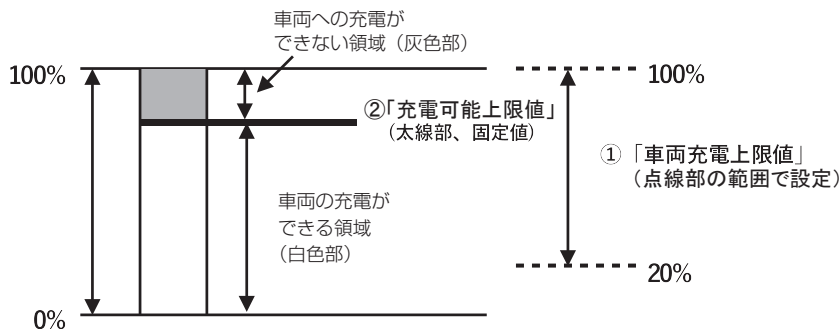 車両への充電が
できない領域（灰色部）
100%
②「充電可能上限値」
（太線部、固定値）
車両の充電が
できる領域
（白色部）
0%
100%
①「車両充電上限値」
（点線部の範囲で設定）
20%